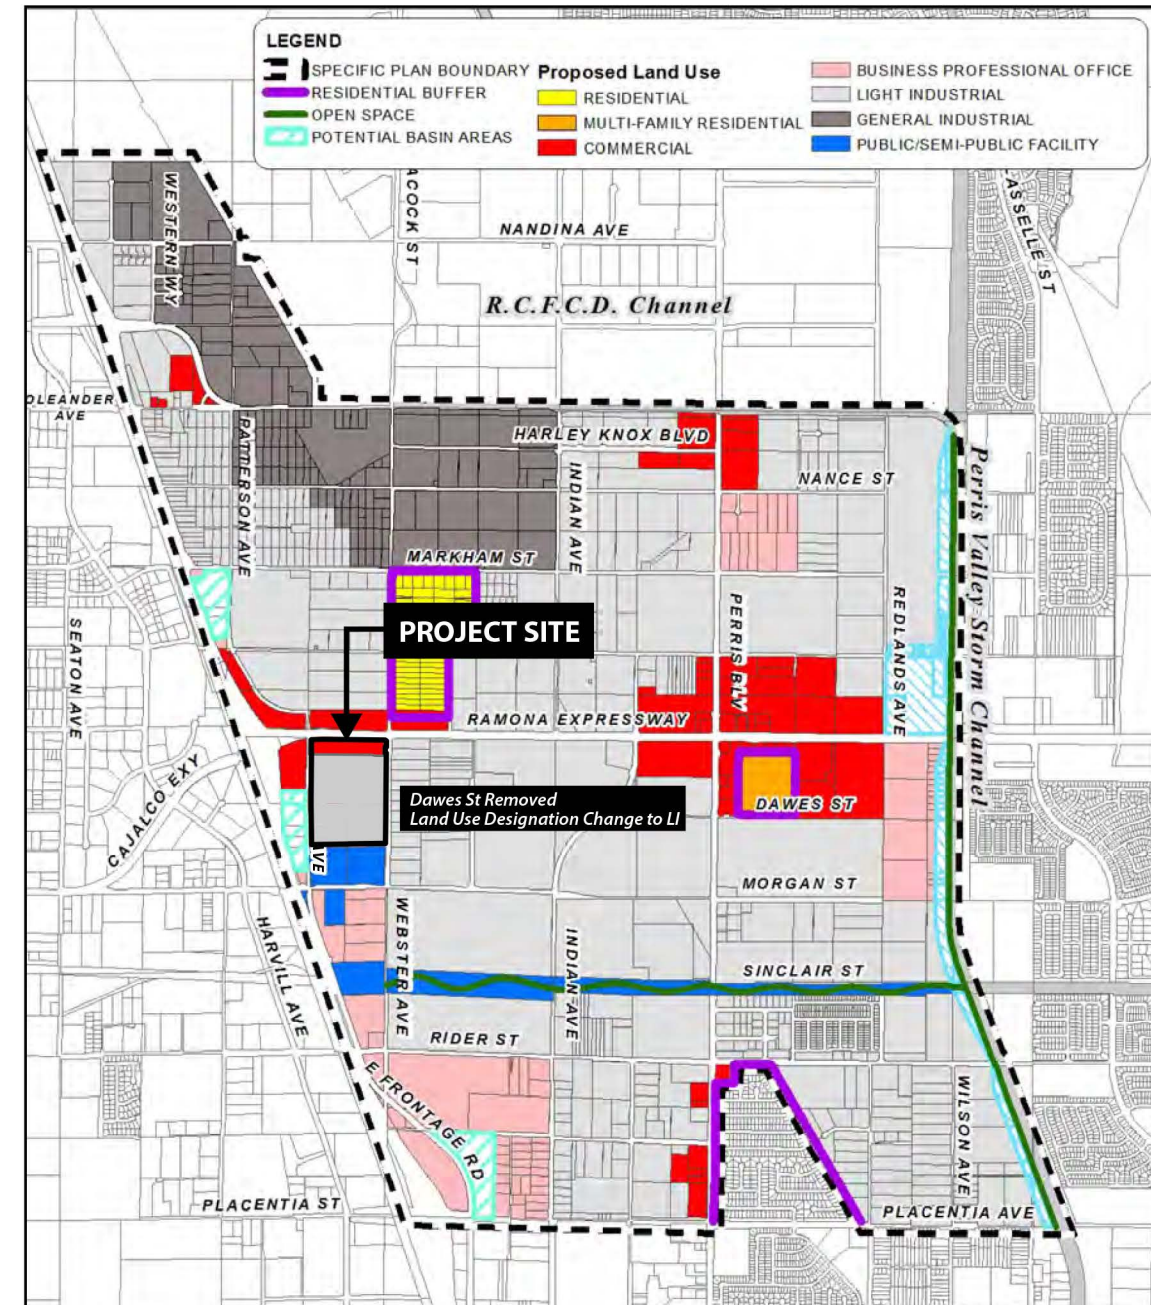 LEGEND
SPECIFIC PLAN BOUNDARY
RESIDENTIAL BUFFER
OPEN SPACE
POTENTIAL BASIN AREAS
Proposed Land Use
RESIDENTIAL
MULTI-FAMILY RESIDENTIAL
COMMERCIAL
BUSINESS PROFESSIONAL OFFICE
LIGHT INDUSTRIAL
GENERAL INDUSTRIAL
PUBLIC/SEMI-PUBLIC FACILITY
WESTERN WY
ACOCK ST
NANDINA AVE
ASSELLE ST
R.C.F.C.D. Channel
OLEANDER
AVE
PATTERSON AVE
HARLEY KNOX BLVD
INDIAN AVE
NANCE ST
Perris Valley Storm Channel
MARKHAM ST
SEATON AVE
PROJECT SITE
PERRIS BLV
REDLANDS AVE
RAMONA EXPRESSWAY
CAJALCO EXY
Dawes St Removed
Land Use Designation Change to LI
DAWES ST
AVE
MORGAN ST
HARVILL AVE
WEBSTER AVE
INDIAN AVE
SINCLAIR ST
RIDER ST
E FRONTAGE RD
WILSON AVE
PLACENTIA ST
PLACENTIA AVE